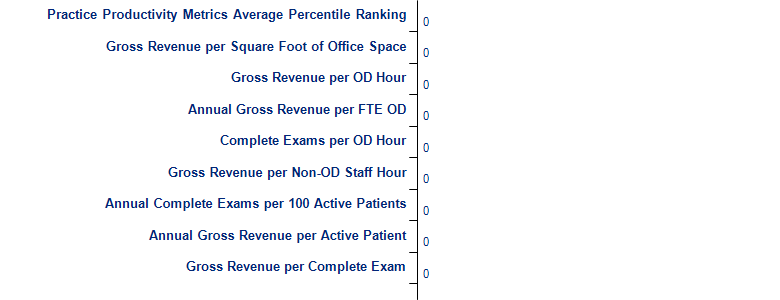 Practice Productivity Metrics Average Percentile Ranking 0
Gross Revenue per Square Foot of Office Space 0
Gross Revenue per OD Hour 0
Annual Gross Revenue per FTE OD 0
Complete Exams per OD Hour 0
Gross Revenue per Non-OD Staff Hour 0
Annual Complete Exams per 100 Active Patients 0
Annual Gross Revenue per Active Patient 0
Gross Revenue per Complete Exam 0